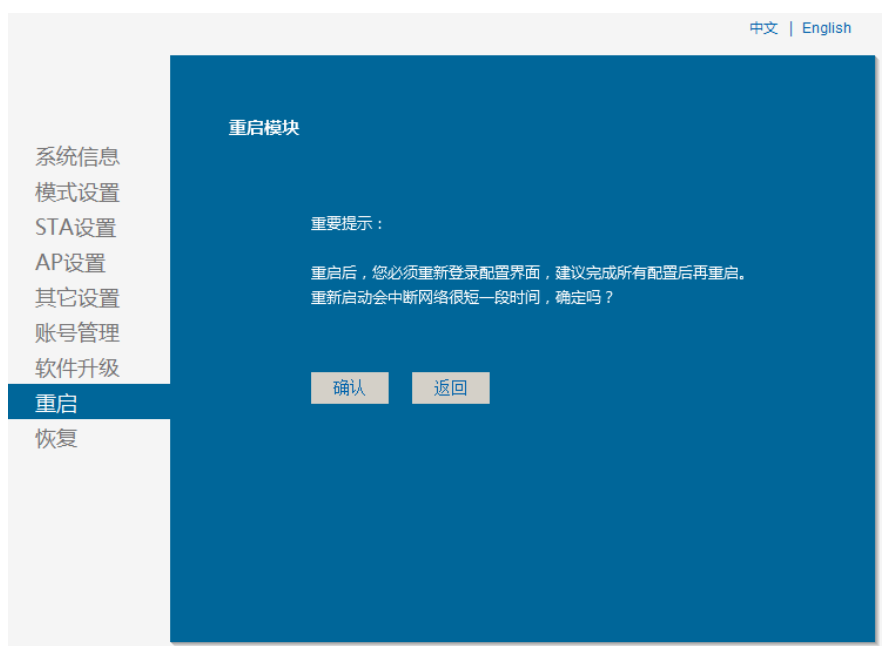 中文 | English
重启模块
系统信息
模式设置
STA设置
AP设置
其它设置
账号管理
软件升级
重启
恢复
重要提示：
重启后，您必须重新登录配置界面，建议完成所有配置后再重启。
重新启动会中断网络很短一段时间，确定吗？
确认 返回